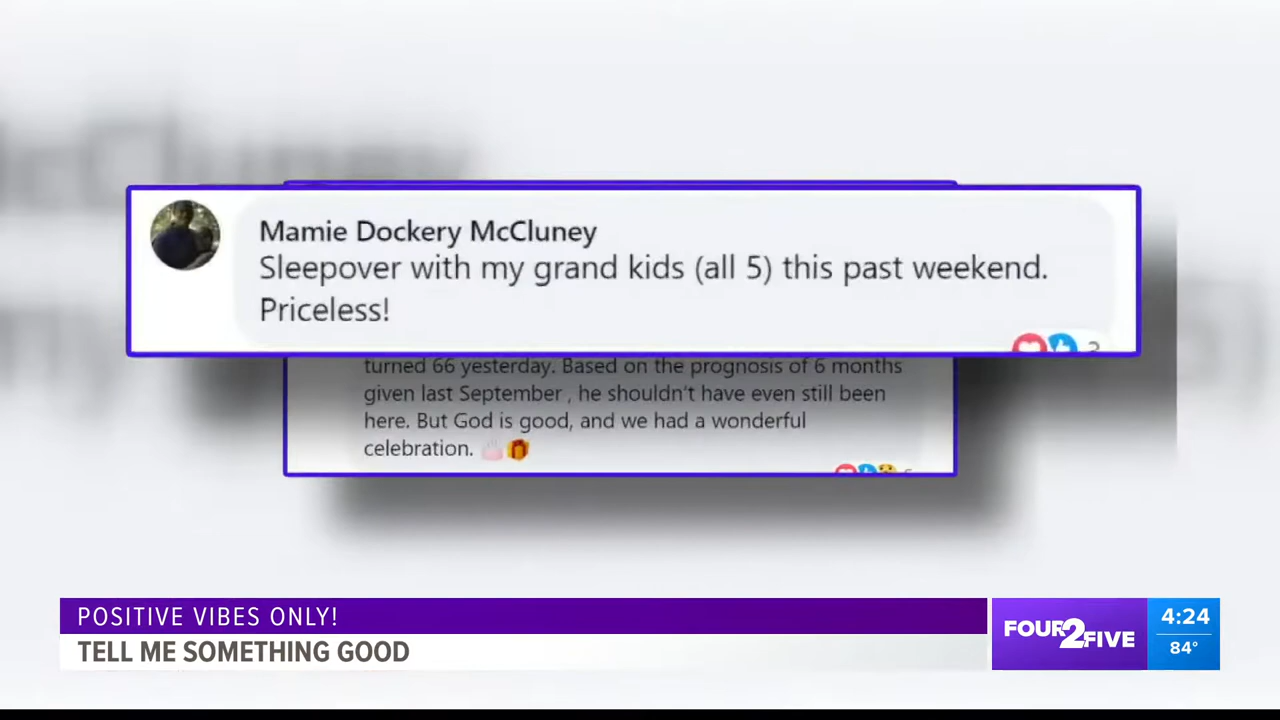 Mamie Dockery McCluney
Sleepover with my grand kids (all 5) this past weekend.
Priceless!
turned 66 yesterday. Based on the prognosis of 6 months
given last September , he shouldn't have even still been
here. But God is good, and we had a wonderful
celebration.
POSITIVE VIBES ONLY!
TELL ME SOMETHING GOOD
FOUR2FIVE
4:24
84°